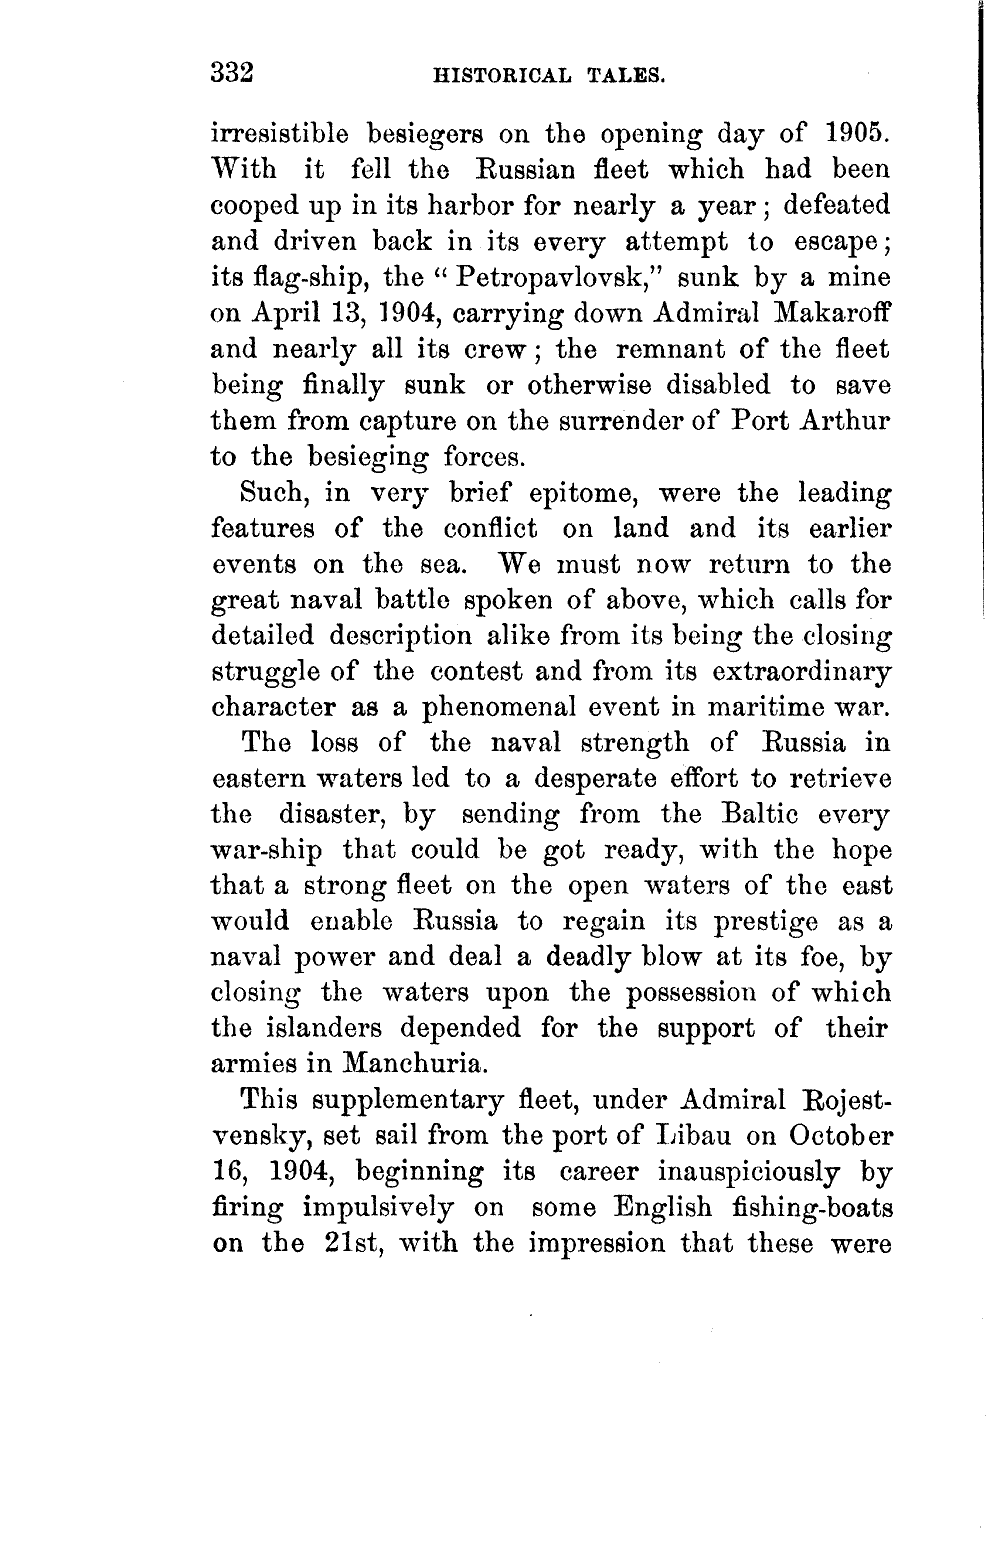 332 HISTORICAL TALES.
irresistible besiegers on the opening day of 1905.
With it fell the Russian fleet which had been
cooped up in its harbor for nearly a year; defeated
and driven back in its every attempt to escape;
its flag-ship, the “Petropavlovsk,” sunk by a mine
on April 13, 1904, carrying down Admiral Makaroff
and nearly all its crew; the remnant of the fleet
being finally sunk or otherwise disabled to save
them from capture on the surrender of Port Arthur
to the besieging forces.
Such, in very brief epitome, were the leading
features of the conflict on land and its earlier
events on the sea. We must now return to the
great naval battle spoken of above, which calls for
detailed description alike from its being the closing
struggle of the contest and from its extraordinary
character as a phenomenal event in maritime war.
The loss of the naval strength of Russia in
eastern waters led to a desperate effort to retrieve
the disaster, by sending from the Baltic every
war-ship that could be got ready, with the hope
that a strong fleet on the open waters of the east
would enable Russia to regain its prestige as a
naval power and deal a deadly blow at its foe, by
closing the waters upon the possession of which
the islanders depended for the support of their
armies in Manchuria.
This supplementary fleet, under Admiral Rojest-
vensky, set sail from the port of Libau on October
16, 1904, beginning its career inauspiciously by
firing impulsively on some English fishing-boats
on the 21st, with the impression that these were